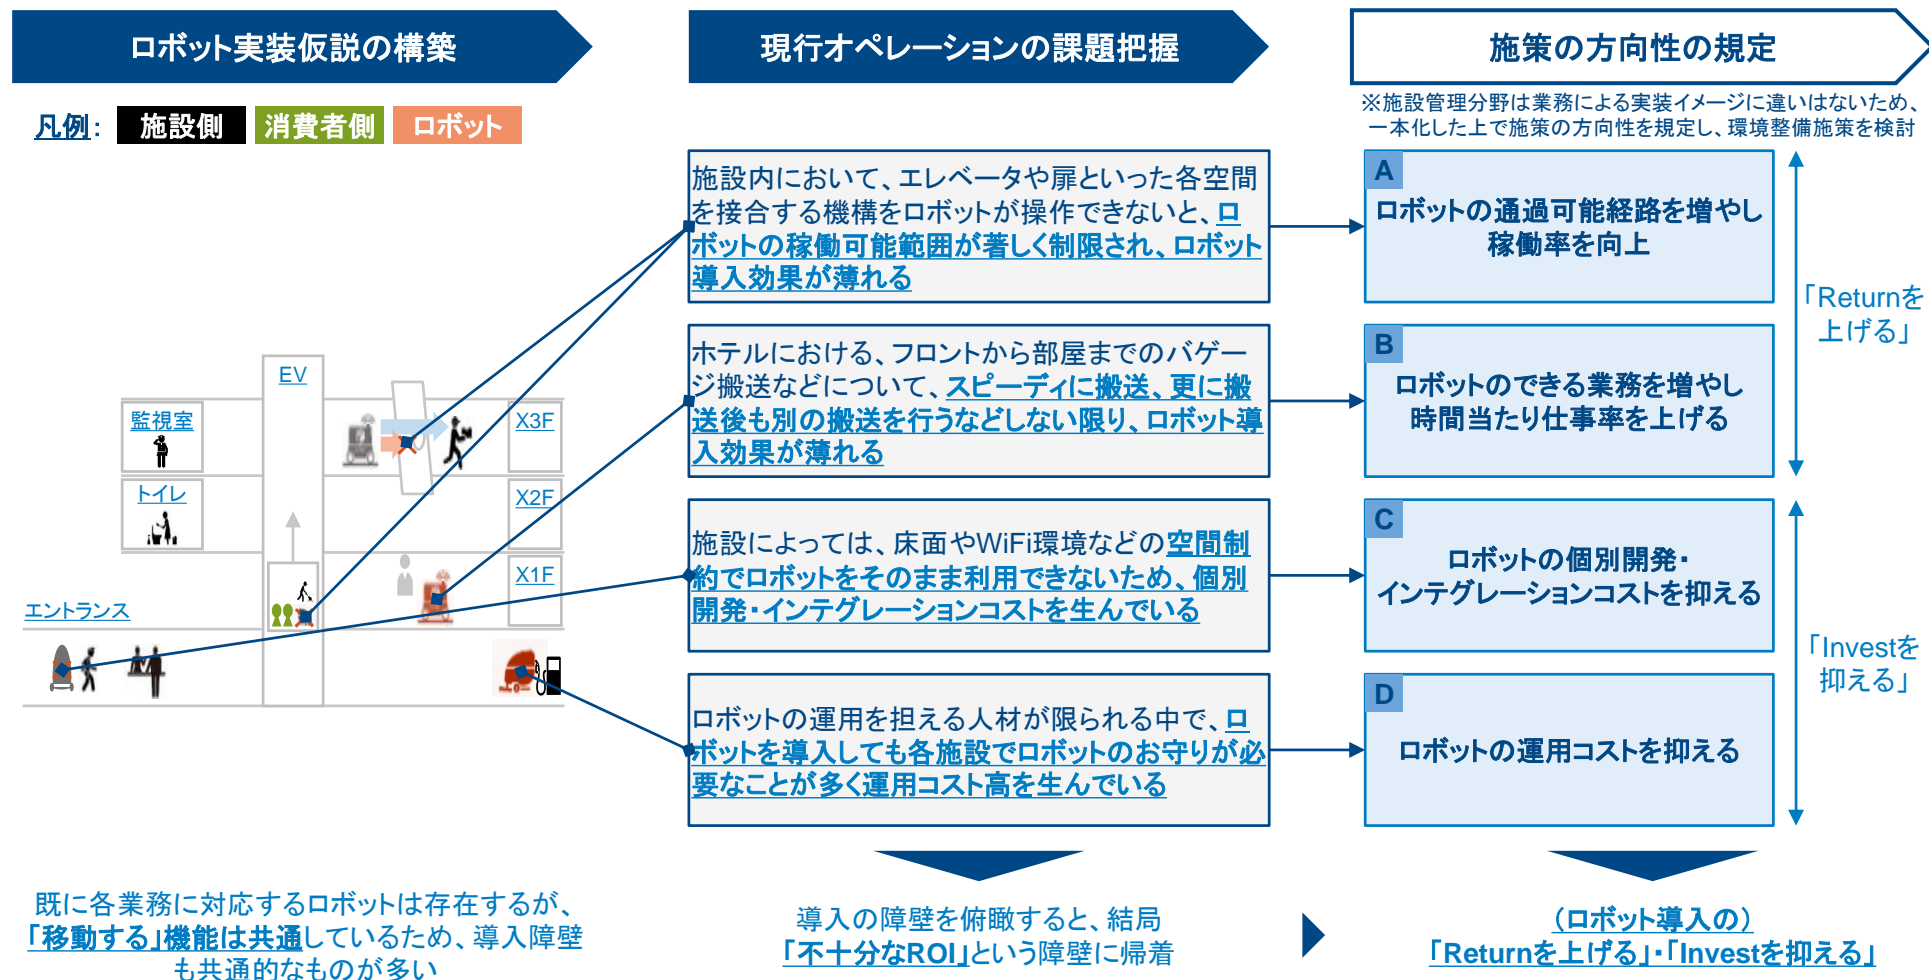 ロボット実装仮説の構築
現行オペレーションの課題把握
施策の方向性の規定
凡例: 施設側 消費者側 ロボット
※施設管理分野は業務による実装イメージに違いはないため、
一本化した上で施策の方向性を規定し、環境整備施策を検討
EV
監視室
トイレ
エントランス
X3F
X2F
X1F
施設内において、エレベータや扉といった各空間
を接合する機構をロボットが操作できないと、ロ
ボットの稼働可能範囲が著しく制限され、ロボット
導入効果が薄れる
A
ロボットの通過可能経路を増やし
稼働率を向上
ホテルにおける、フロントから部屋までのバゲー
ジ搬送などについて、スピーディに搬送、更に搬
送後も別の搬送を行うなどしない限り、ロボット導
入効果が薄れる
B
ロボットのできる業務を増やし
時間当たり仕事率を上げる
「Returnを
上げる」
施設によっては、床面やWiFi環境などの空間制
約でロボットをそのまま利用できないため、個別
開発・インテグレーションコストを生んでいる
C
ロボットの個別開発・
インテグレーションコストを抑える
ロボットの運用を担える人材が限られる中で、ロ
ボットを導入しても各施設でロボットのお守りが必
要なことが多く運用コスト高を生んでいる
D
ロボットの運用コストを抑える
「Investを
抑える」
既に各業務に対応するロボットは存在するが、
「移動する」機能は共通しているため、導入障壁
も共通的なものが多い
導入の障壁を俯瞰すると、結局
「不十分なROI」という障壁に帰着
（ロボット導入の）
「Returnを上げる」・「Investを抑える」